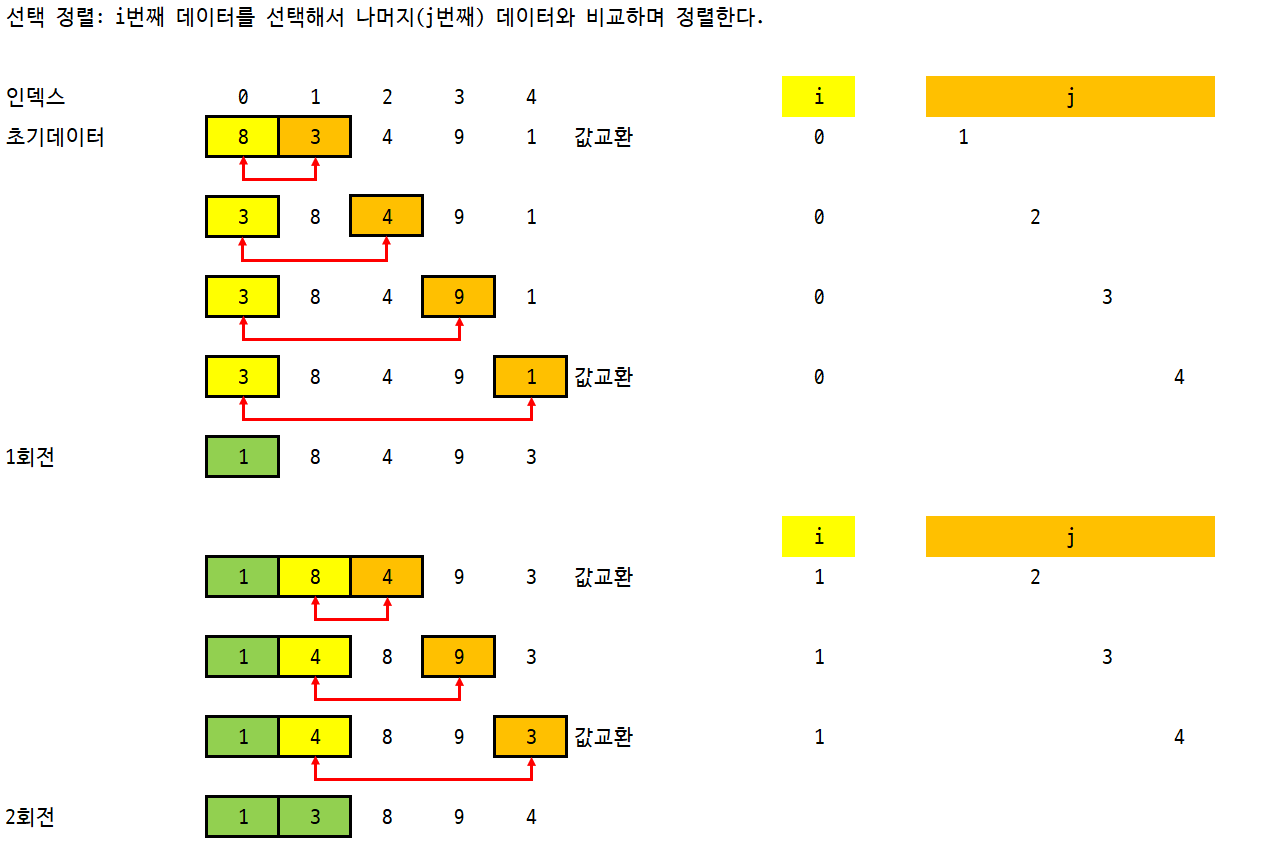 선택 정렬: i번째 데이터를 선택해서 나머지(j번째) 데이터와 비교하며 정렬한다.
인덱스 0 1 2 3 4 i j
초기데이터 8 3 4 9 1 값교환 0 1
3 8 4 9 1 0 2
3 8 4 9 1 0 3
3 8 4 9 1 값교환 0 4
1회전 1 8 4 9 3
i j
1 8 4 9 3 값교환 1 2
1 4 8 9 3 1 3
1 4 8 9 3 값교환 1 4
2회전 1 3 8 9 4